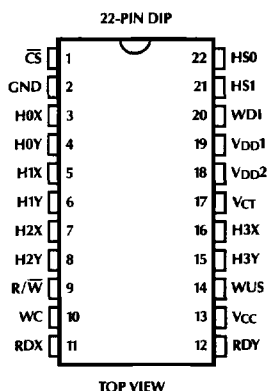 22-PIN DIP
C̅S̅ 1 22 HS0
GND 2 21 HS1
H0X 3 20 WDI
H0Y 4 19 VDD1
H1X 5 18 VDD2
H1Y 6 17 VCT
H2X 7 16 H3X
H2Y 8 15 H3Y
R/W̅ 9 14 WUS
WC 10 13 VCC
RDX 11 12 RDY
TOP VIEW